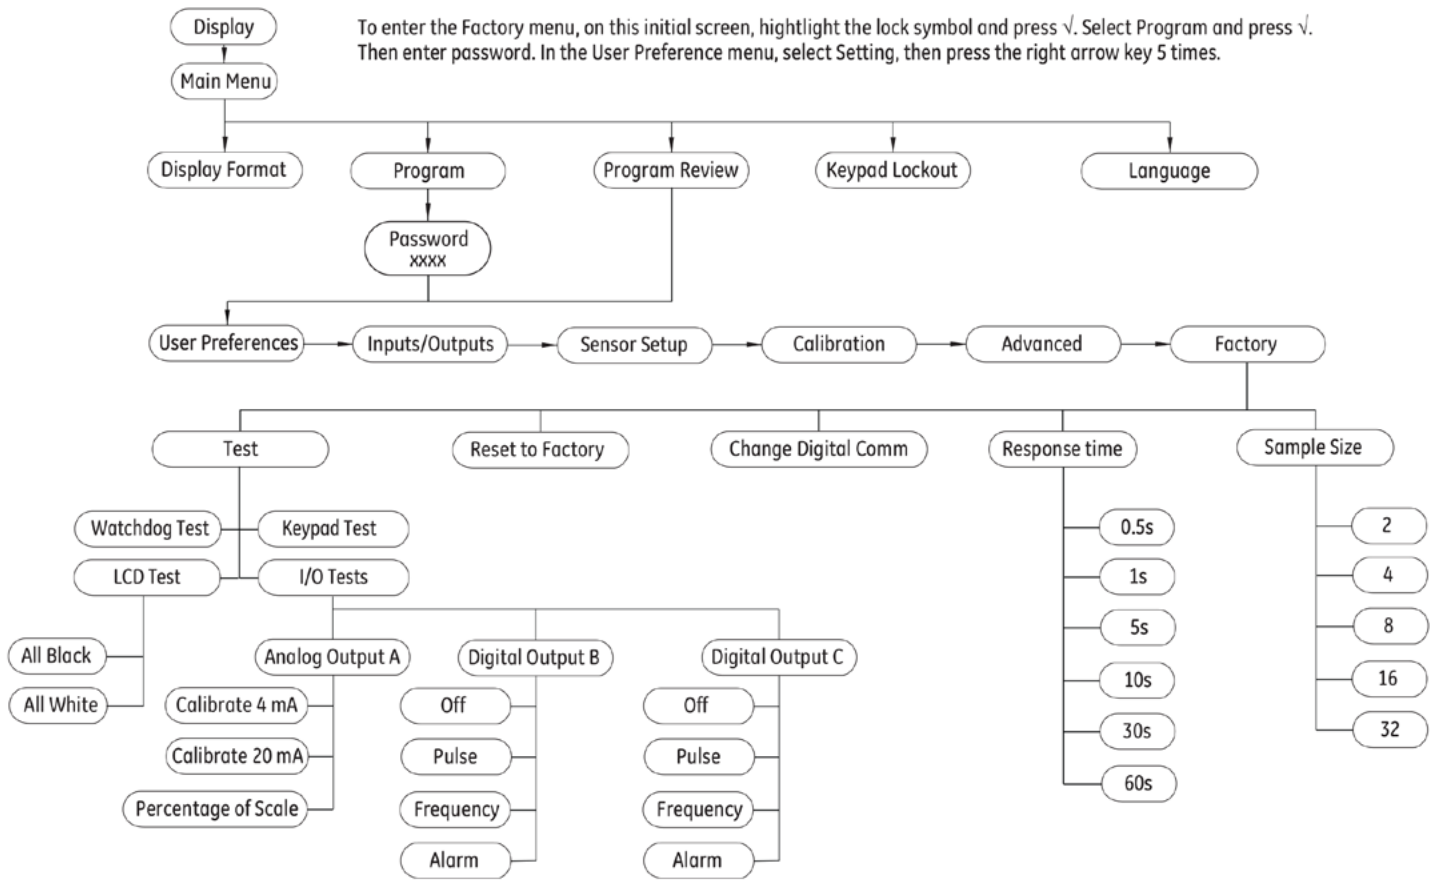 Display
To enter the Factory menu, on this initial screen, hightlight the lock symbol and press √. Select Program and press √.
Then enter password. In the User Preference menu, select Setting, then press the right arrow key 5 times.
Main Menu
Display Format
Program
Program Review
Keypad Lockout
Language
Password
xxxx
User Preferences
Inputs/Outputs
Sensor Setup
Calibration
Advanced
Factory
Test
Reset to Factory
Change Digital Comm
Response time
Sample Size
Watchdog Test
Keypad Test
LCD Test
I/O Tests
All Black
All White
Analog Output A
Calibrate 4 mA
Calibrate 20 mA
Percentage of Scale
Digital Output B
Off
Pulse
Frequency
Alarm
Digital Output C
Off
Pulse
Frequency
Alarm
0.5s
1s
5s
10s
30s
60s
2
4
8
16
32